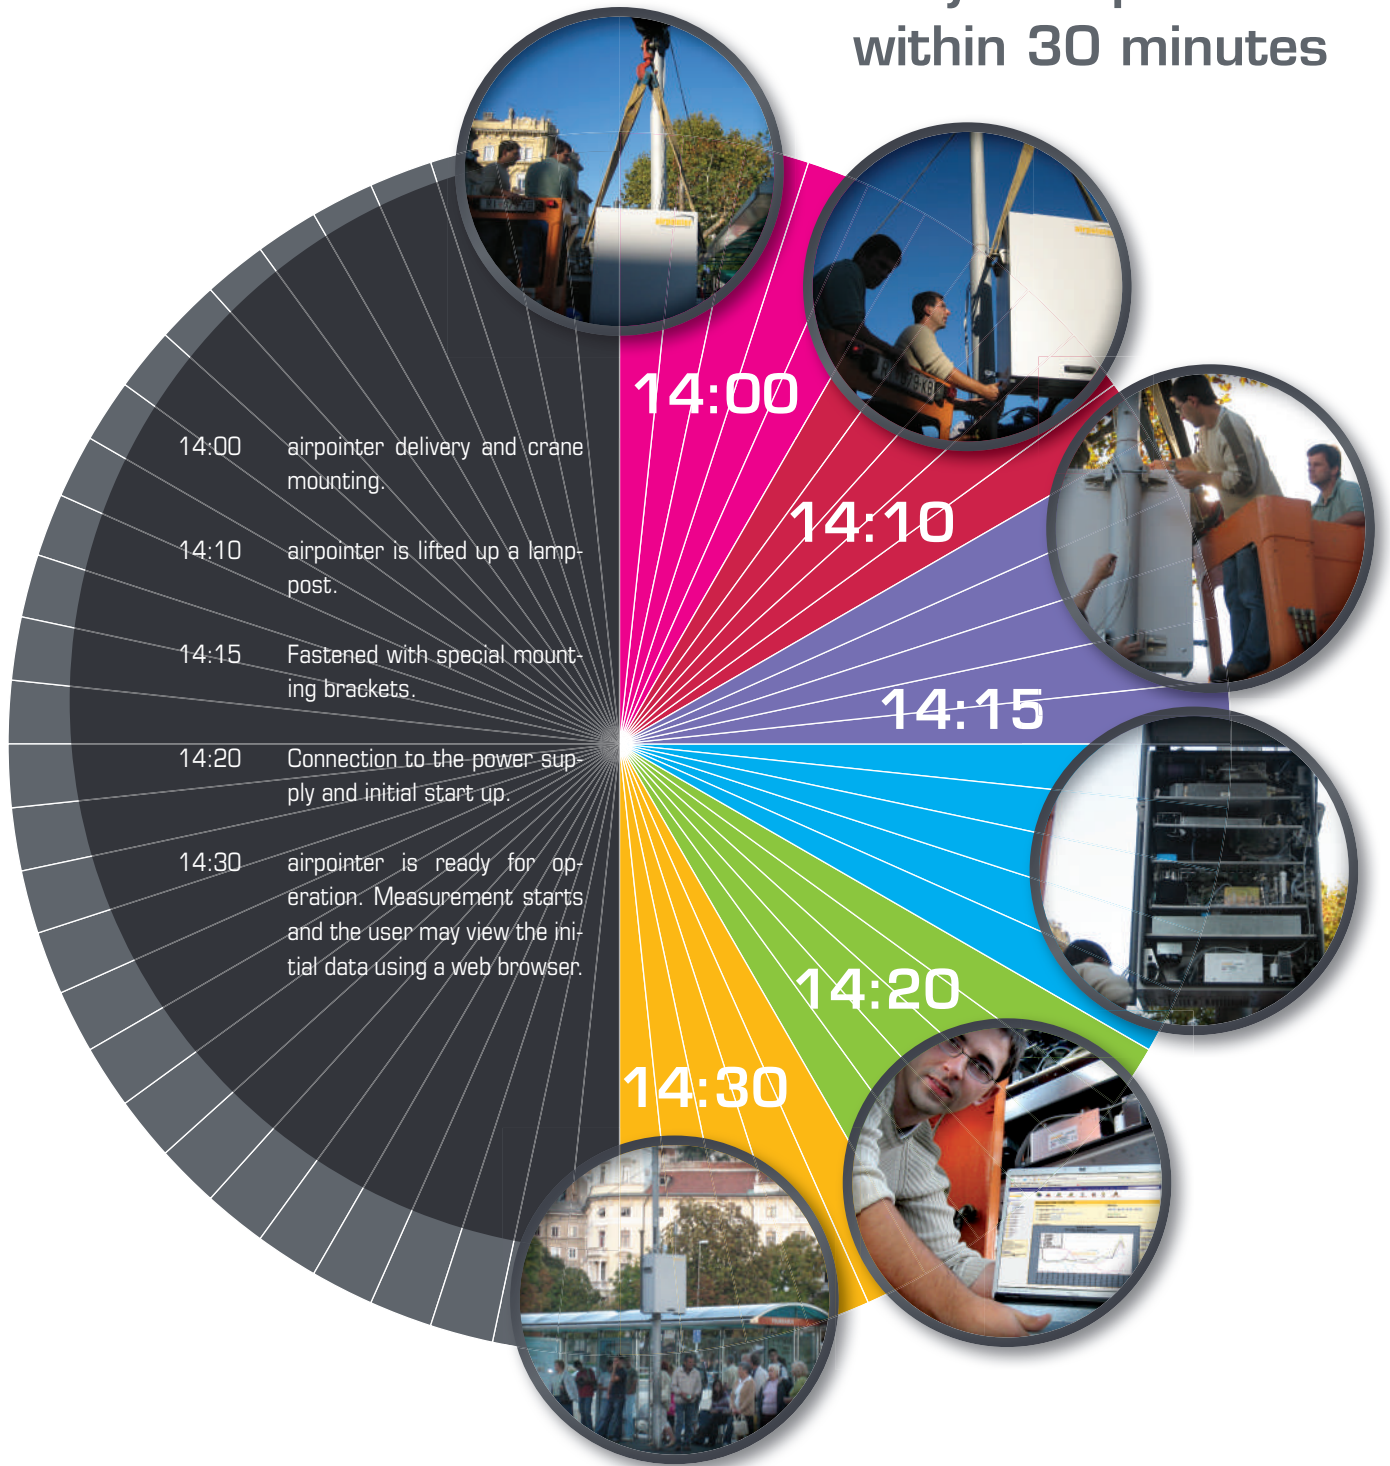 within 30 minutes
14:00
14:10
14:15
14:20
14:30
14:00 airpointer delivery and crane
mounting.
14:10 airpointer is lifted up a lamp-
post.
14:15 Fastened with special mount-
ing brackets.
14:20 Connection to the power sup-
ply and initial start up.
14:30 airpointer is ready for op-
eration. Measurement starts
and the user may view the ini-
tial data using a web browser.